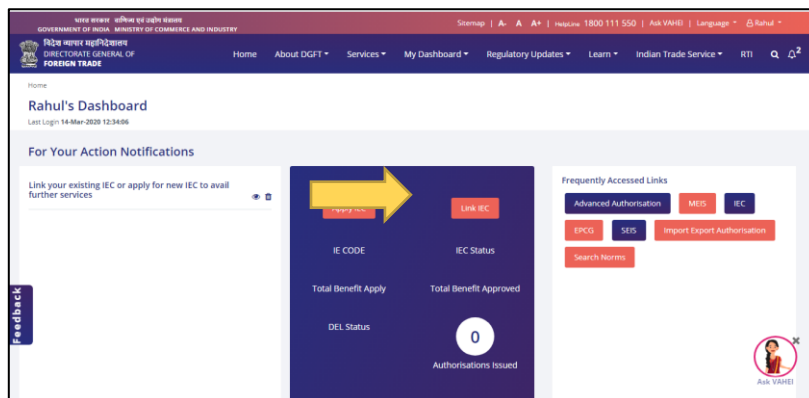 भारत सरकार वाणिज्य एवं उद्योग मंत्रालय
GOVERNMENT OF INDIA MINISTRY OF COMMERCE AND INDUSTRY
Sitemap | A- A A+ | HELPLINE 1800 111 550 | Ask VAHEI | Language Rahul
विदेश व्यापार महानिदेशालय
DIRECTORATE GENERAL OF
FOREIGN TRADE
Home About DGFT Services My Dashboard Regulatory Updates Learn Indian Trade Service RTI 2
Home
Rahul's Dashboard
Last Login 14-Mar-2020 12:34:06
For Your Action Notifications
Link your existing IEC or apply for new IEC to avail
further services
Apply IEC Link IEC
IE CODE IEC Status
Total Benefit Apply Total Benefit Approved
DEL Status 0
Authorisations Issued
Frequently Accessed Links
Advanced Authorisation MEIS IEC
EPCG SEIS Import Export Authorisation
Search Norms
Feedback
Ask VAHEI